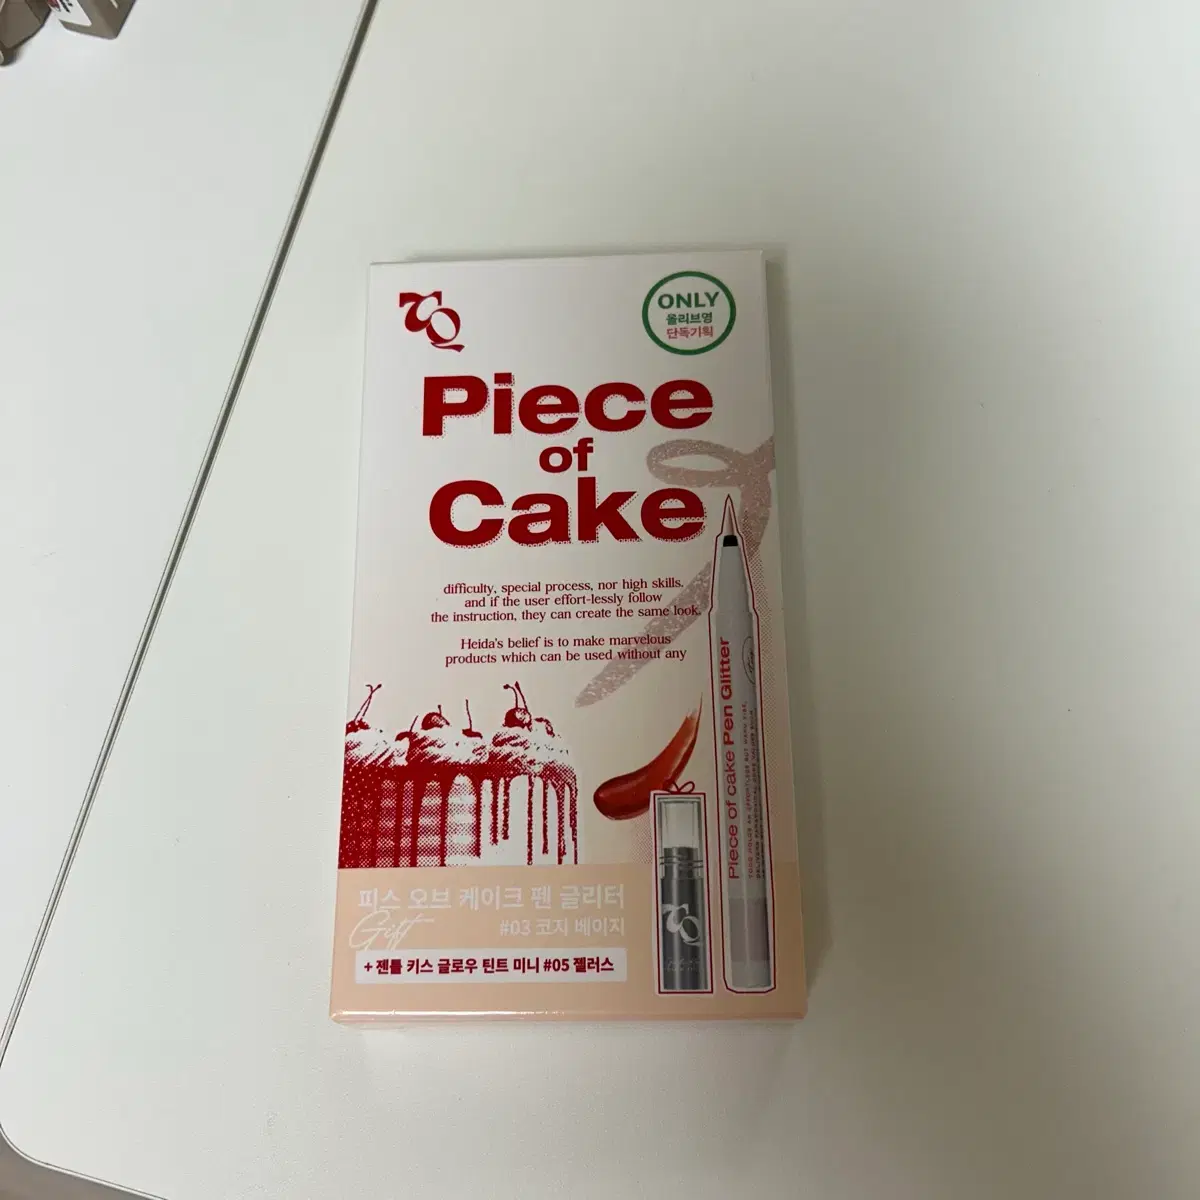 TQ
ONLY
올리브영
단독기획
Piece
of
Cake
difficulty, special process, nor high skills.
and if the user effort-lessly follow
the instruction, they can create the same look.
Heida's belief is to make marvelous
products which can be used without any
Piece of cake Pen Glitter
피스 오브 케이크 펜 글리터
Gift
#03 코지 베이지
+ 젠틀 키스 글로우 틴트 미니 #05 젤러스
TQ